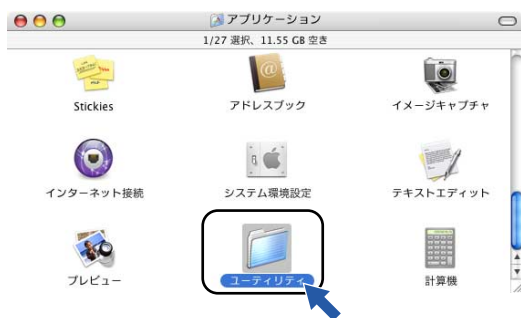 アプリケーション
1/27 選択、11.55 GB 空き
Stickies
アドレスブック
イメージキャプチャ
インターネット接続
システム環境設定
テキストエディット
プレビュー
ユーティリティ
計算機